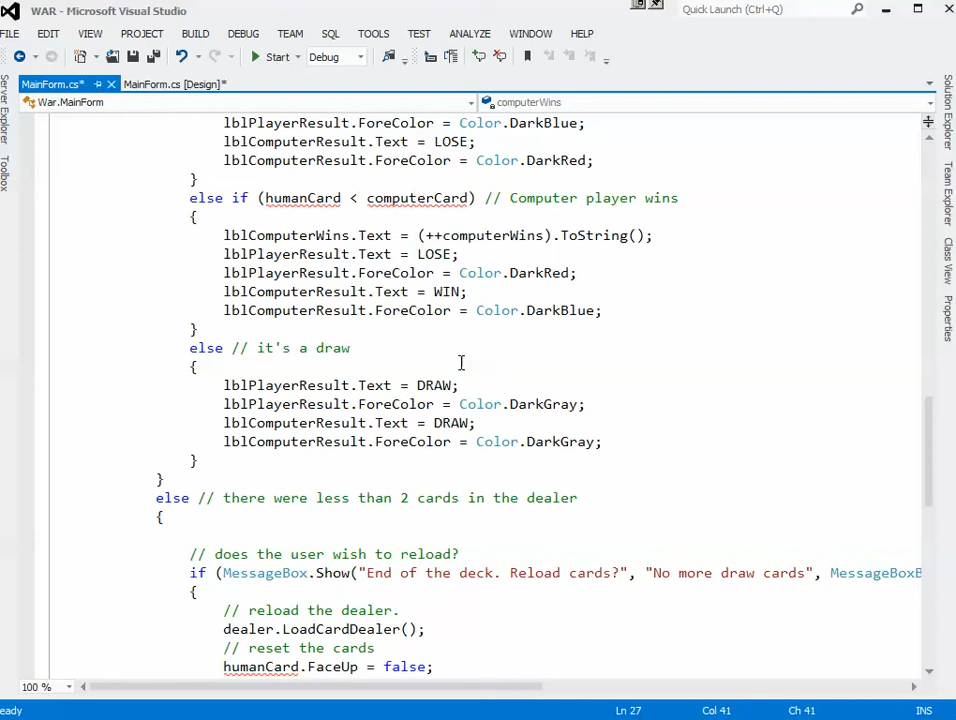 WAR - Microsoft Visual Studio
Quick Launch (Ctrl+Q)
FILE EDIT VIEW PROJECT BUILD DEBUG TEAM SQL TOOLS TEST ANALYZE WINDOW HELP
Start Debug
MainForm.cs* MainForm.cs [Design]*
War.MainForm computerWins
Server Explorer
Toolbox
lblPlayerResult.ForeColor = Color.DarkBlue;
lblComputerResult.Text = LOSE;
lblComputerResult.ForeColor = Color.DarkRed;
}
else if (humanCard < computerCard) // Computer player wins
{
lblComputerWins.Text = (++computerWins).ToString();
lblPlayerResult.Text = LOSE;
lblPlayerResult.ForeColor = Color.DarkRed;
lblComputerResult.Text = WIN;
lblComputerResult.ForeColor = Color.DarkBlue;
}
else // it's a draw
{
lblPlayerResult.Text = DRAW;
lblPlayerResult.ForeColor = Color.DarkGray;
lblComputerResult.Text = DRAW;
lblComputerResult.ForeColor = Color.DarkGray;
}
}
else // there were less than 2 cards in the dealer
{
// does the user wish to reload?
if (MessageBox.Show("End of the deck. Reload cards?", "No more draw cards", MessageBoxB
{
// reload the dealer.
dealer.LoadCardDealer();
// reset the cards
humanCard.FaceUp = false;
Solution Explorer
Team Explorer
Class View
Properties
100 %
eady Ln 27 Col 41 Ch 41 INS